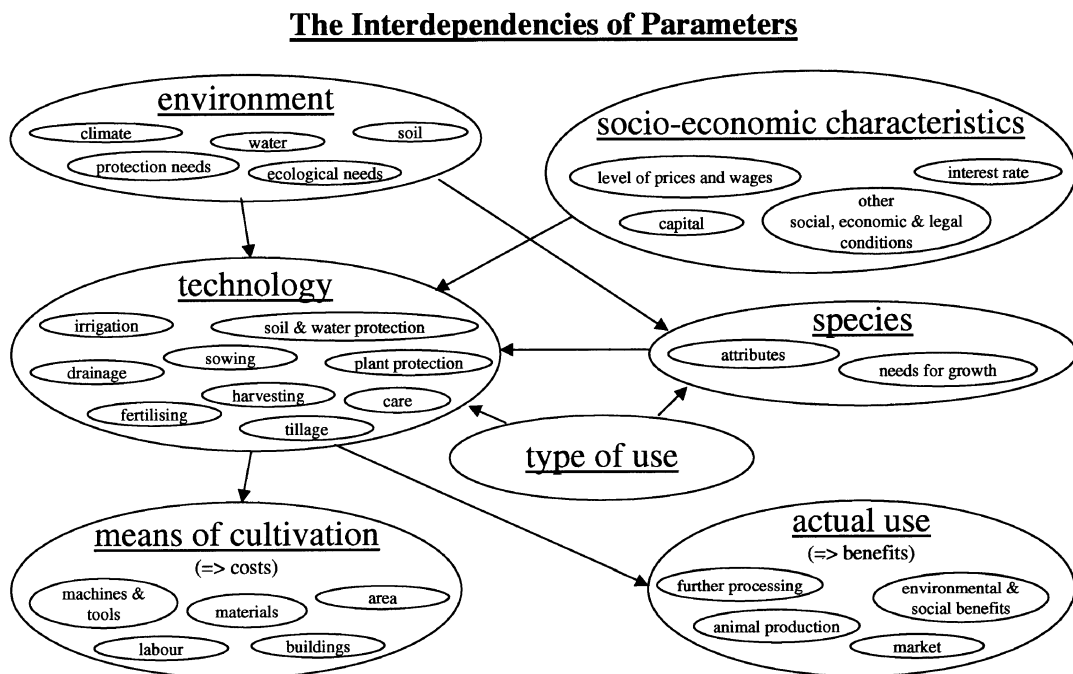 The Interdependencies of Parameters
environment
climate
water
soil
protection needs
ecological needs
socio-economic characteristics
level of prices and wages
interest rate
capital
other
social, economic & legal
conditions
technology
irrigation
soil & water protection
sowing
drainage
plant protection
harvesting
care
fertilising
tillage
species
attributes
needs for growth
type of use
means of cultivation
(=> costs)
machines &
tools
materials
area
labour
buildings
actual use
(=> benefits)
further processing
environmental &
social benefits
animal production
market